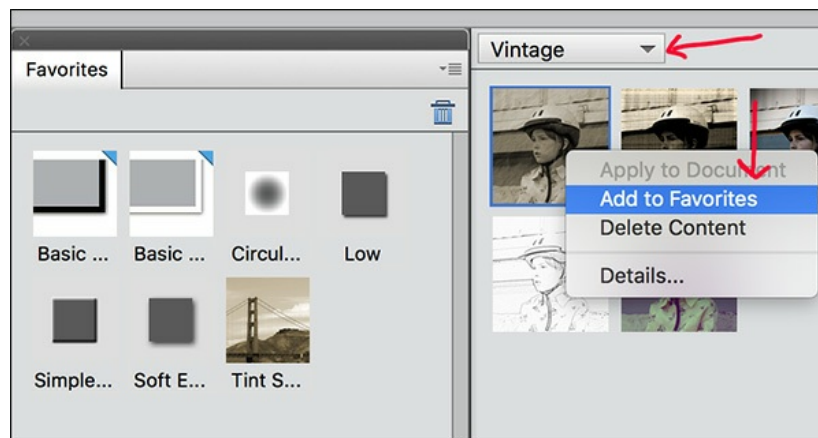 Favorites
Basic ...
Basic ...
Circul...
Low
Simple...
Soft E...
Tint S...
Vintage
Apply to Document
Add to Favorites
Delete Content
Details...